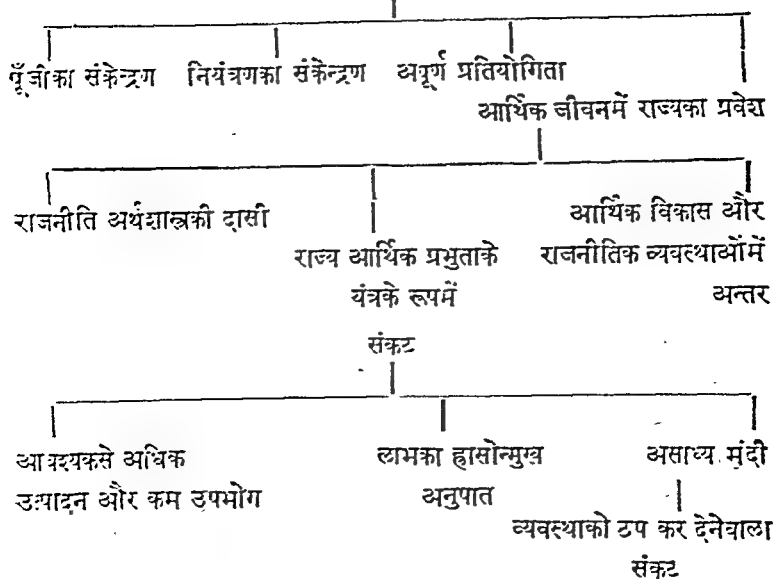 पूँजीका संकेन्द्रण नियंत्रणका संकेन्द्रण अपूर्ण प्रतियोगिता
आर्थिक जीवनमें राज्यका प्रवेश
राजनीति अर्थशास्त्रकी दासी
राज्य आर्थिक प्रभुताके
यंत्रके रूपमें
आर्थिक विकास और
राजनीतिक व्यवस्थाओंमें
अन्तर
संकट
आवश्यकसे अधिक
उत्पादन और कम उपभोग
लाभका ह्रासोन्मुख
अनुपात
असाध्य मंदी
व्यवस्थाको ठप कर देनेवाला
संकट